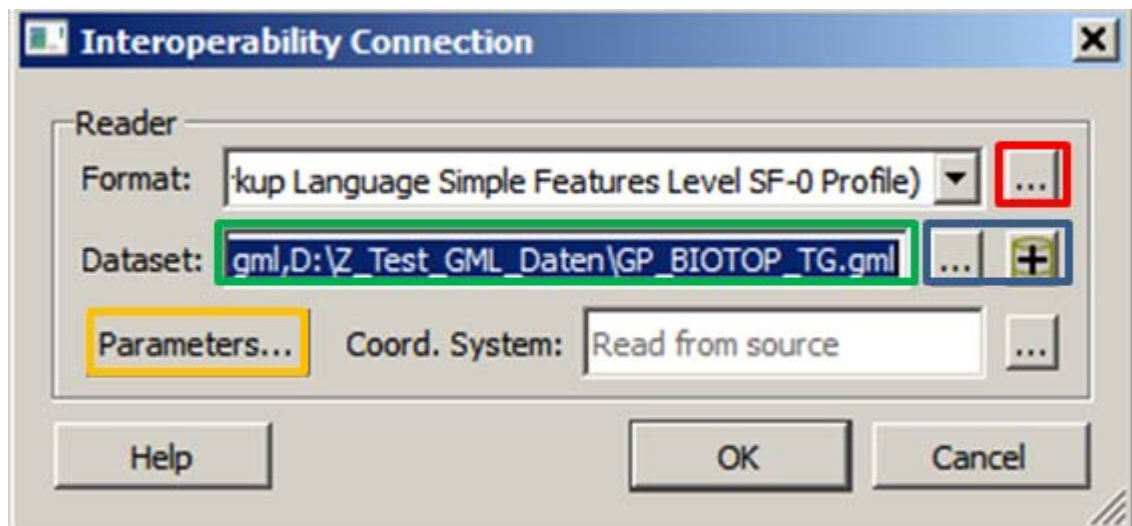 Interoperability Connection
Reader
Format: rkup Language Simple Features Level SF-0 Profile) ...
Dataset: gml,D:\Z_Test_GML_Daten\GP_BIOTOP_TG.gml ...
Parameters... Coord. System: Read from source ...
Help OK Cancel